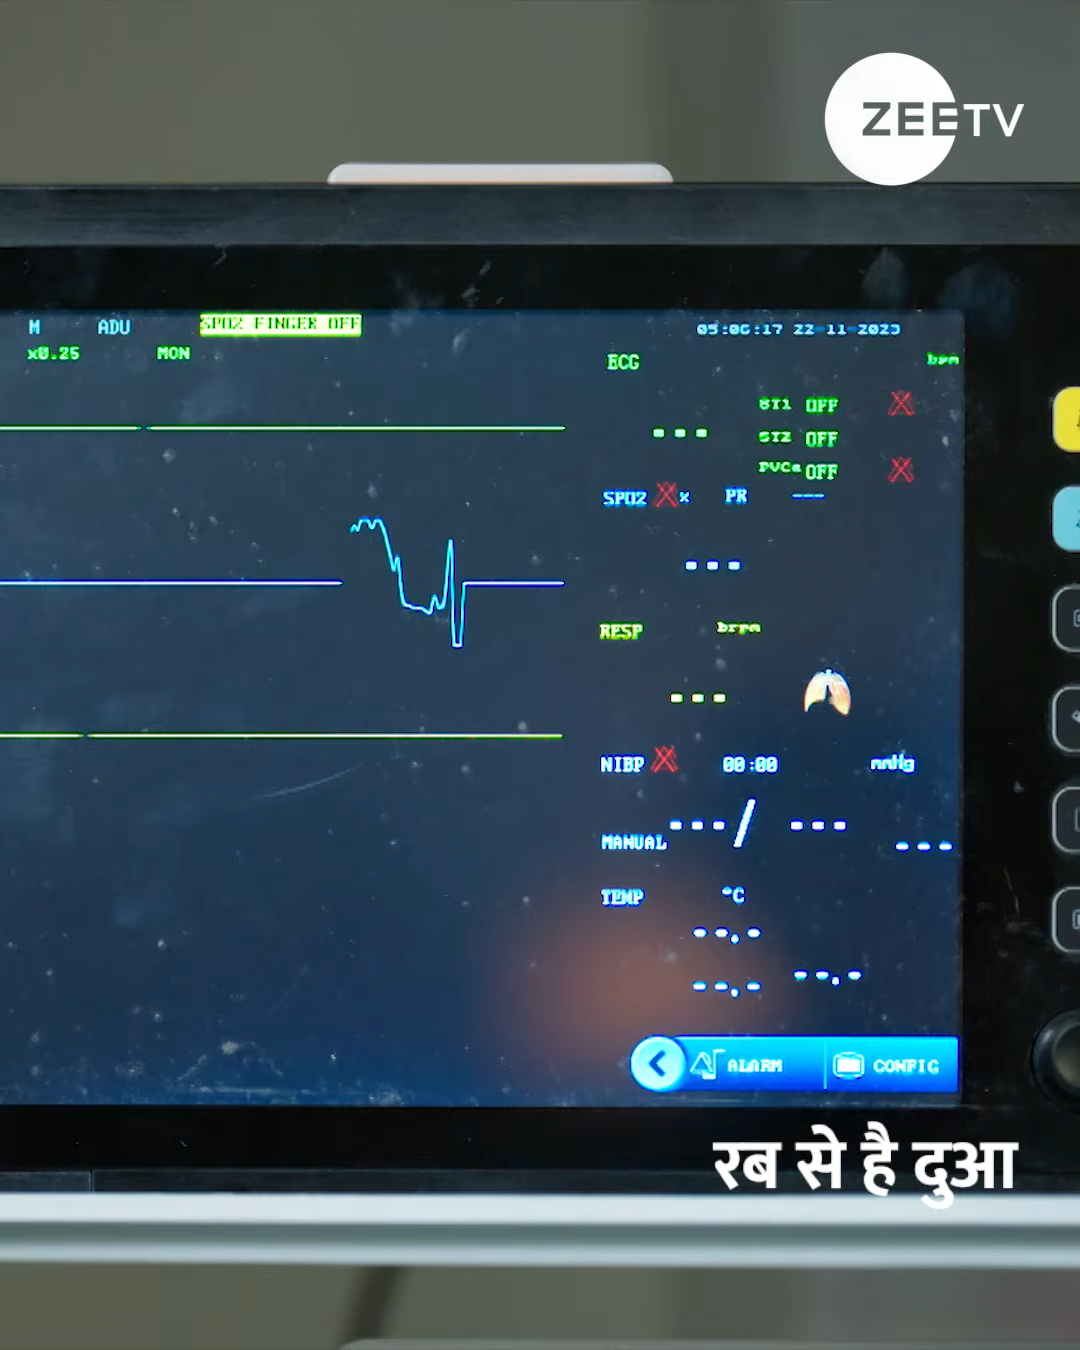 ZEETV
M ADU SPO2 FINGER OFF 05:06:17 22-11-2023
x0.25 MON
ECG bpm
ST1 OFF
--- ST2 OFF
PVCs OFF
SPO2 PR ---
---
RESP brpm
---
NIBP 00:00 mmHg
MANUAL ---/ --- ---
TEMP °C
--.-
--.- --.-
ALARM CONFIG
रब से है दुआ